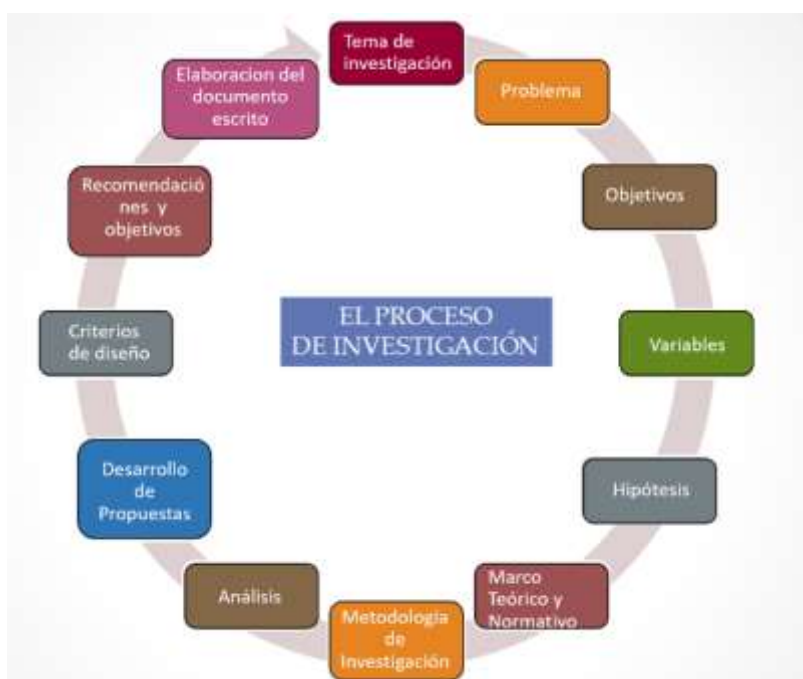 Tema de
investigación
Problema
Objetivos
Variables
Hipótesis
Marco
Teórico y
Normativo
Metodologia
de
Investigación
Análisis
Desarrollo
de
Propuestas
Criterios
de diseño
Recomendació
nes y
objetivos
Elaboracion del
documento
escrito
EL PROCESO
DE INVESTIGACIÓN